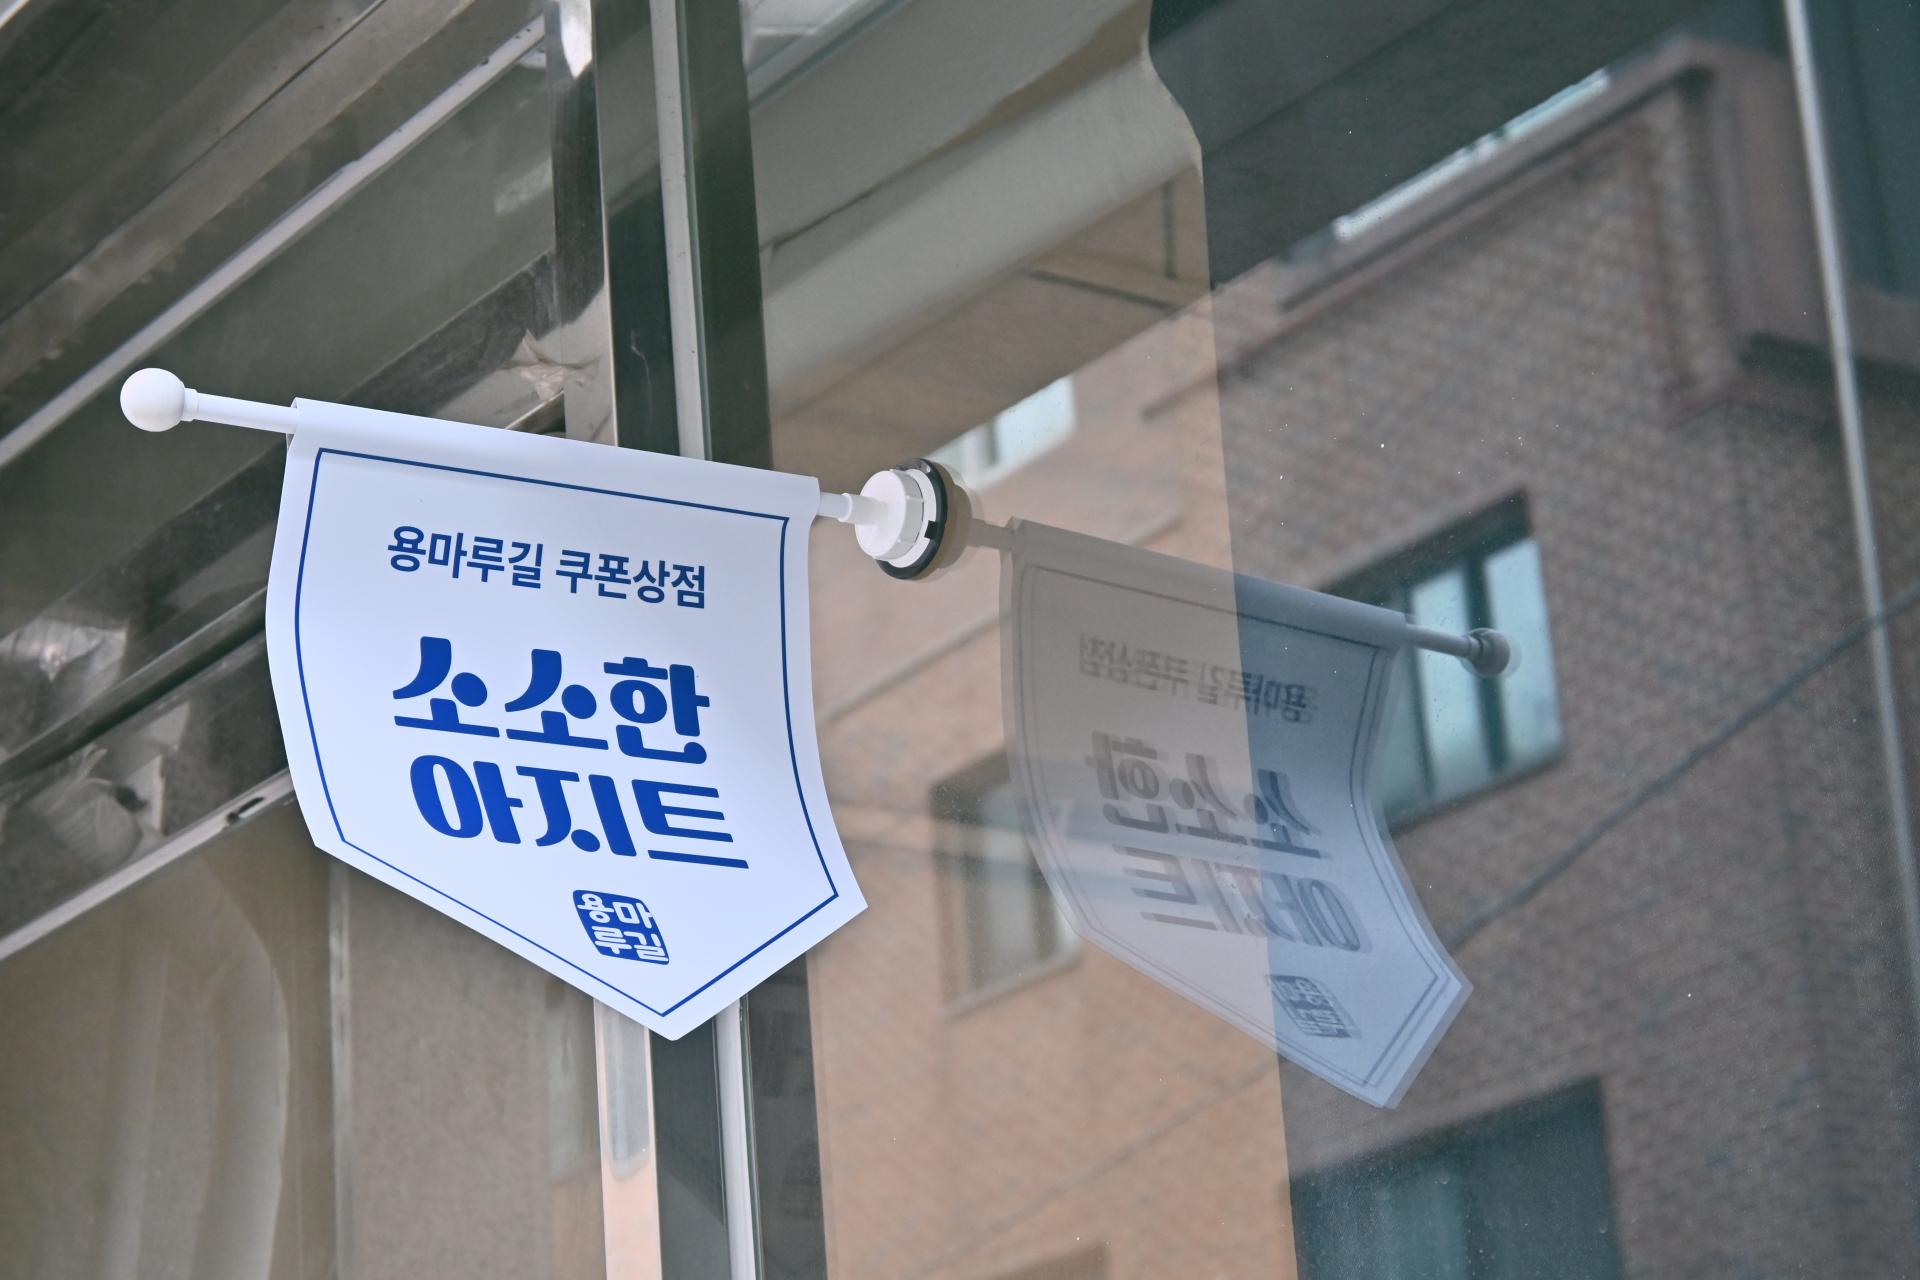 용마루길 쿠폰상점
소소한
아지트
용마
루길